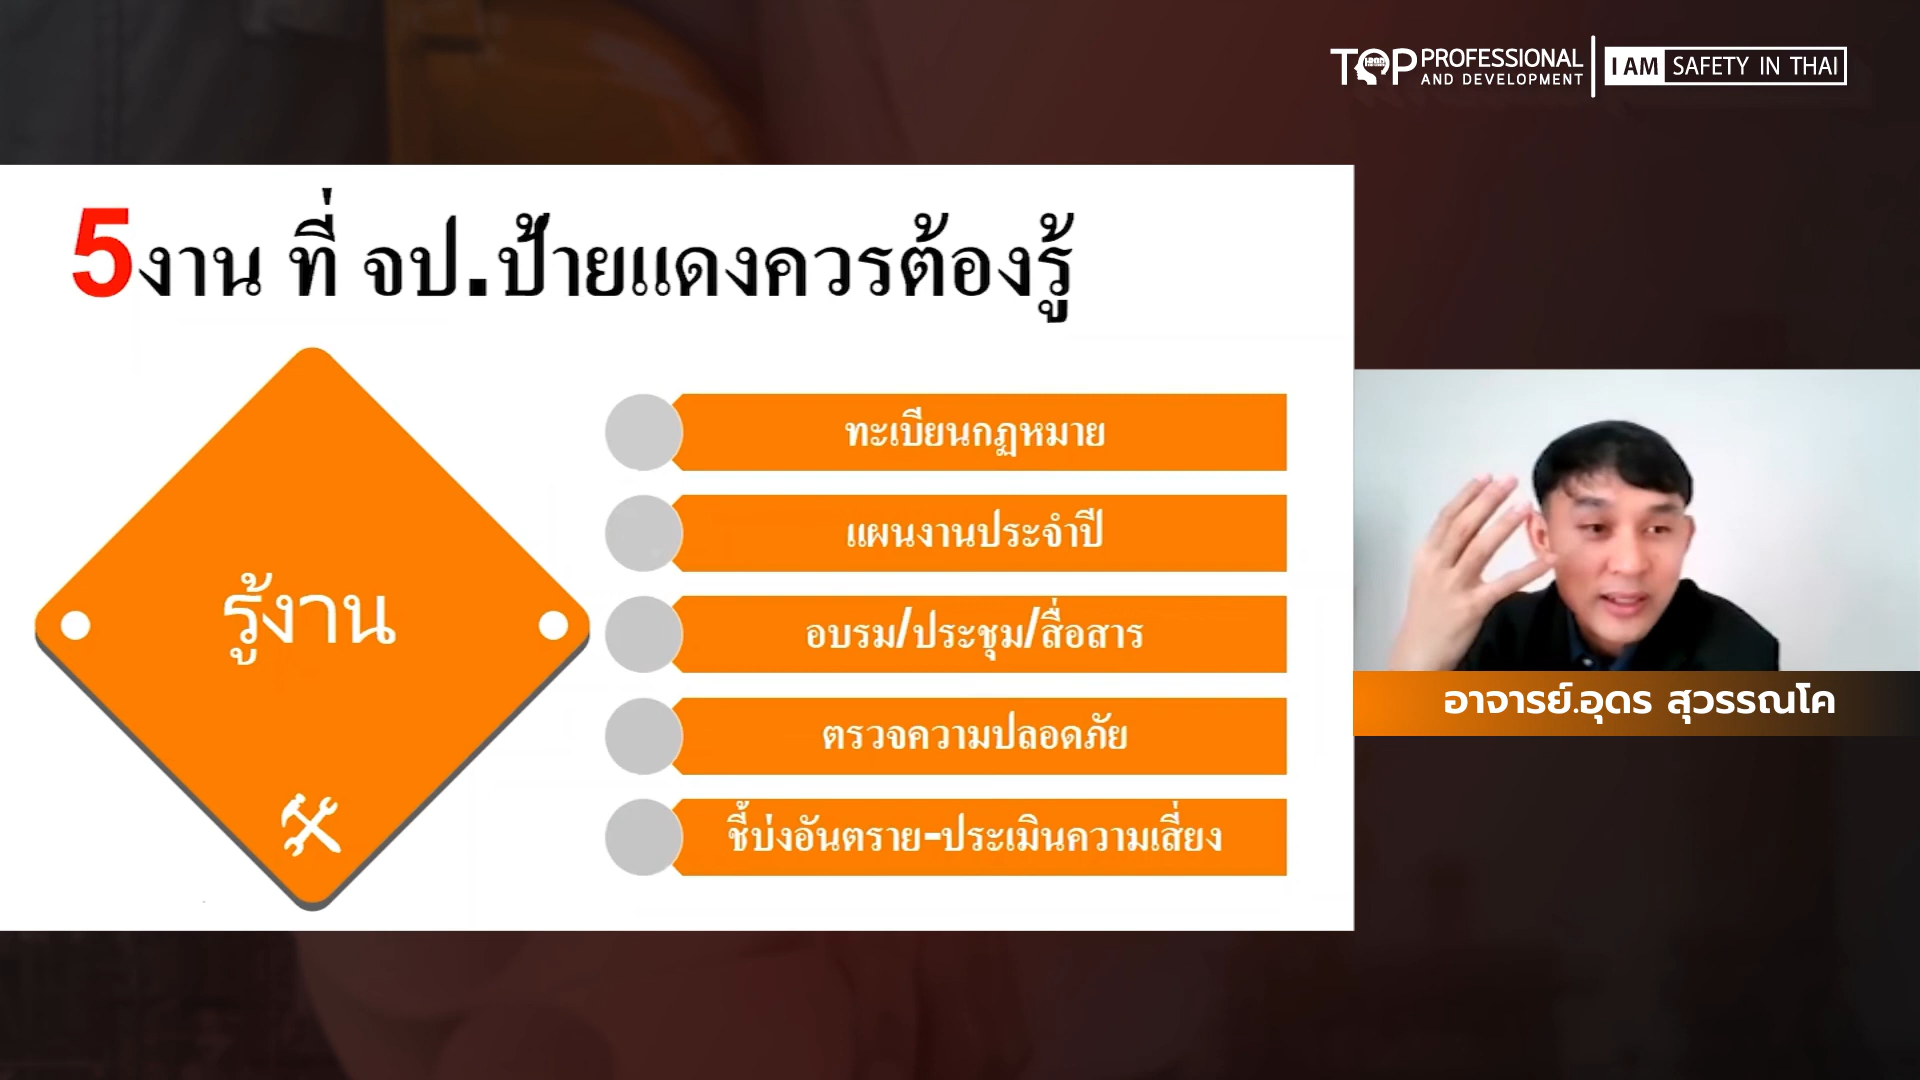 TOP PROFESSIONAL
AND DEVELOPMENT
I AM SAFETY IN THAI
5งาน ที่ จป.ป้ายแดงควรต้องรู้
รู้งาน
ทะเบียนกฎหมาย
แผนงานประจำปี
อบรม/ประชุม/สื่อสาร
ตรวจความปลอดภัย
ชี้บ่งอันตราย-ประเมินความเสี่ยง
อาจารย์.อุดร สุวรรณโค